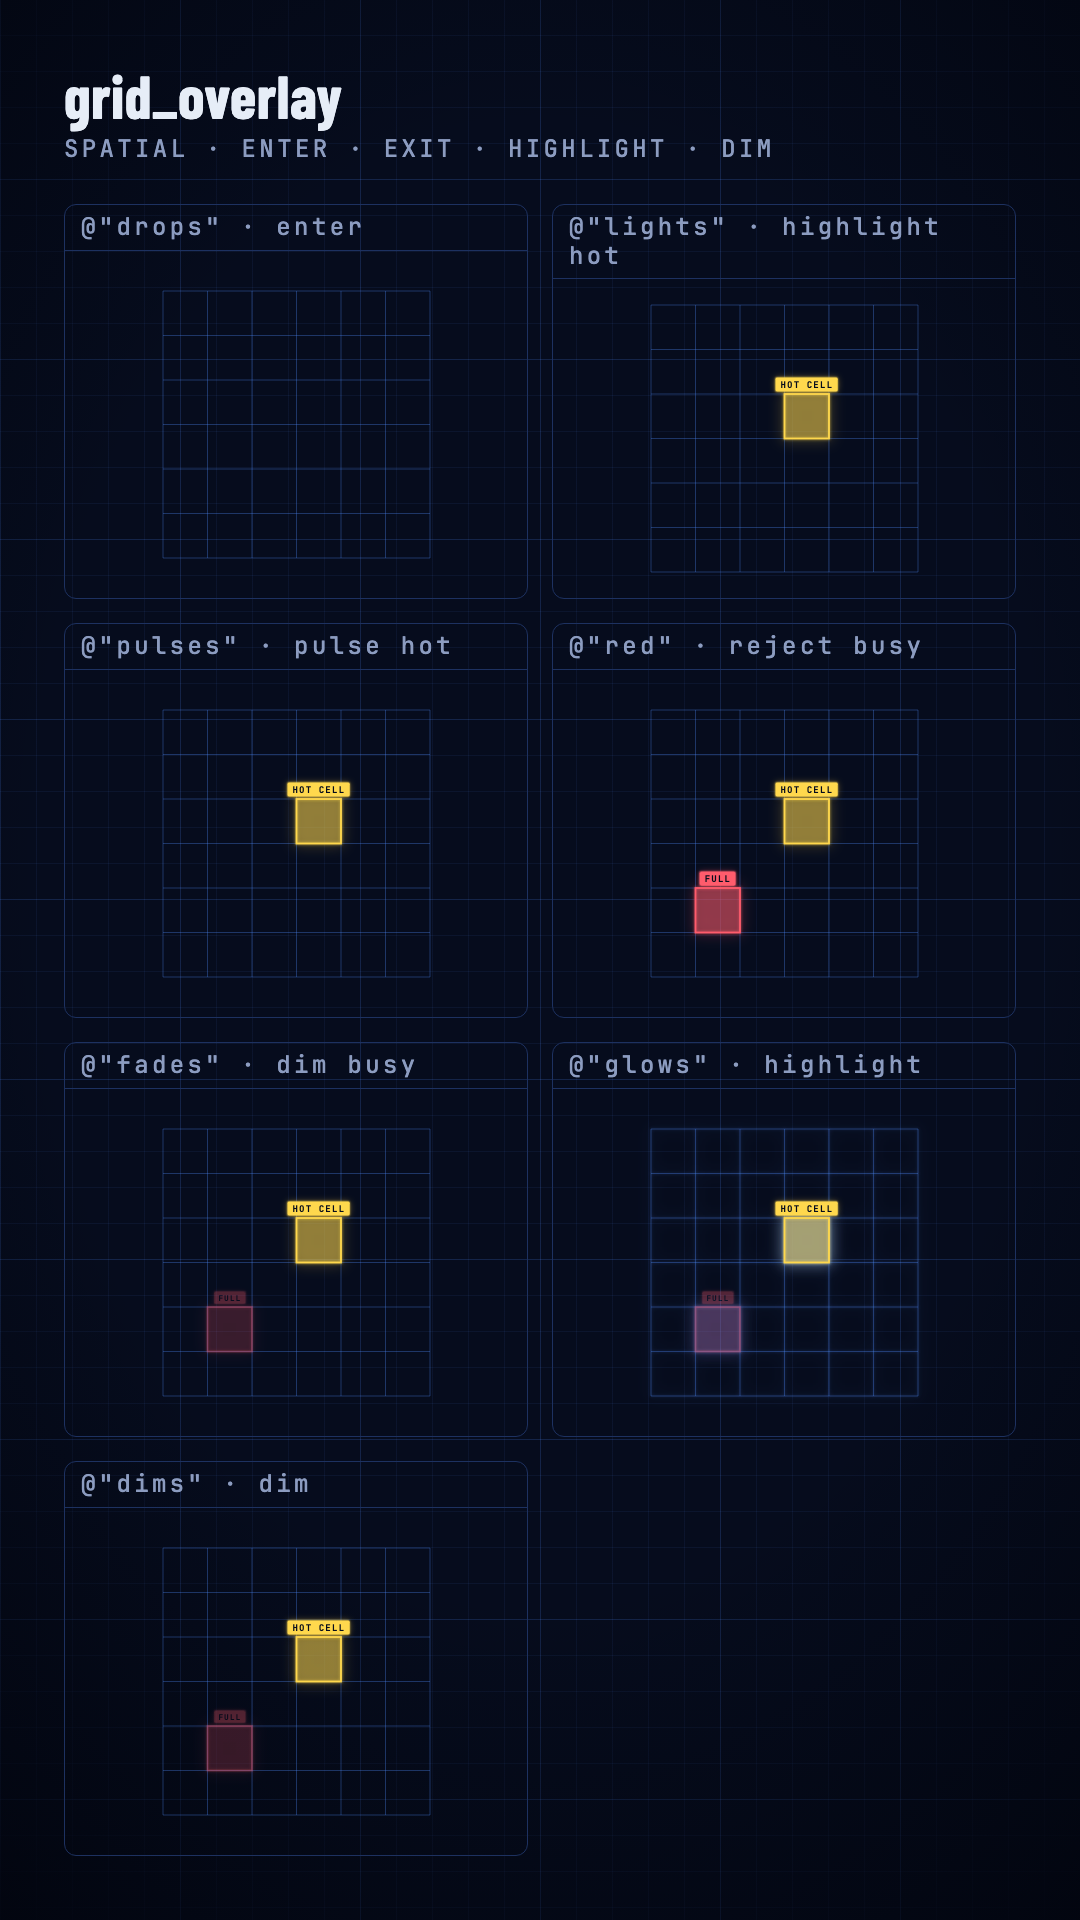 grid_overlay
SPATIAL · ENTER · EXIT · HIGHLIGHT · DIM
@"drops" · enter
@"lights" · highlight
hot
HOT CELL
@"pulses" · pulse hot
HOT CELL
@"red" · reject busy
HOT CELL
FULL
@"fades" · dim busy
HOT CELL
FULL
@"glows" · highlight
HOT CELL
FULL
@"dims" · dim
HOT CELL
FULL